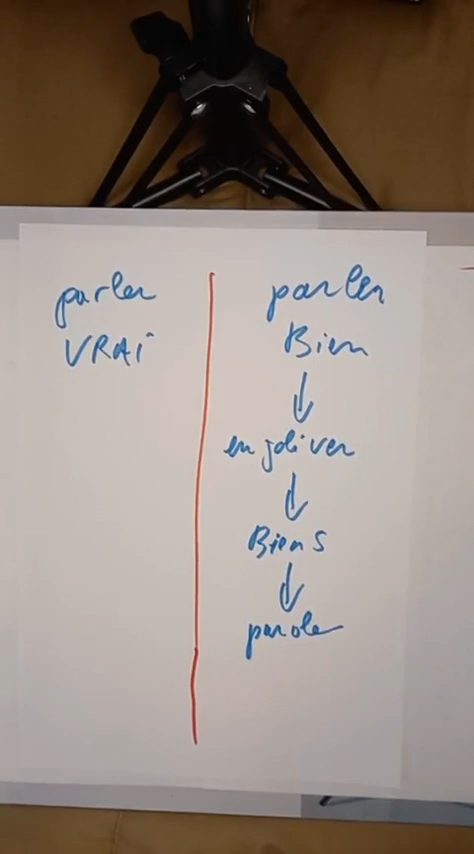 parler
VRAi
parler
Bien
↓
enjoliver
↓
Biens
↓
parole